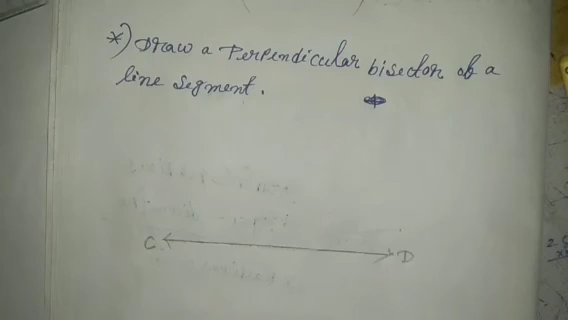 *) Draw a Perpendicular bisector of a
line segment.
C D